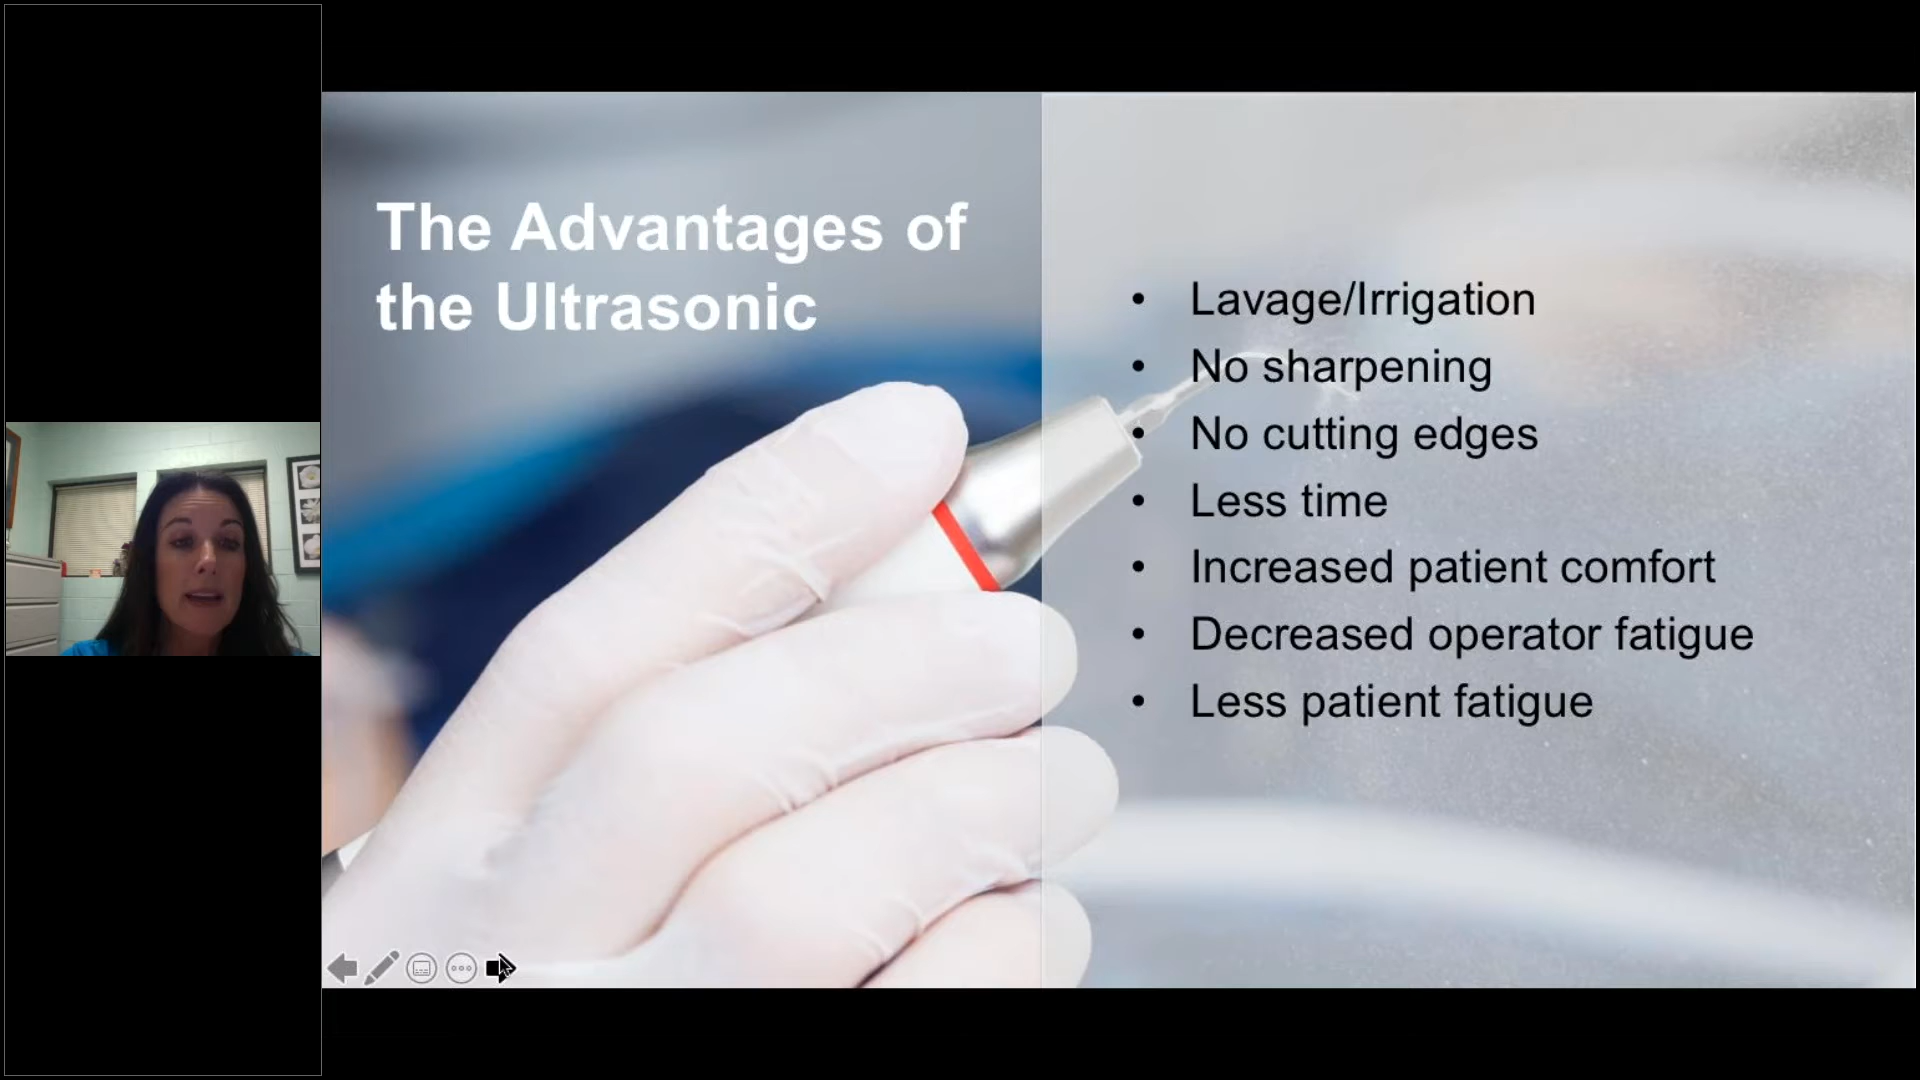 The Advantages of
the Ultrasonic
• Lavage/Irrigation
• No sharpening
• No cutting edges
• Less time
• Increased patient comfort
• Decreased operator fatigue
• Less patient fatigue